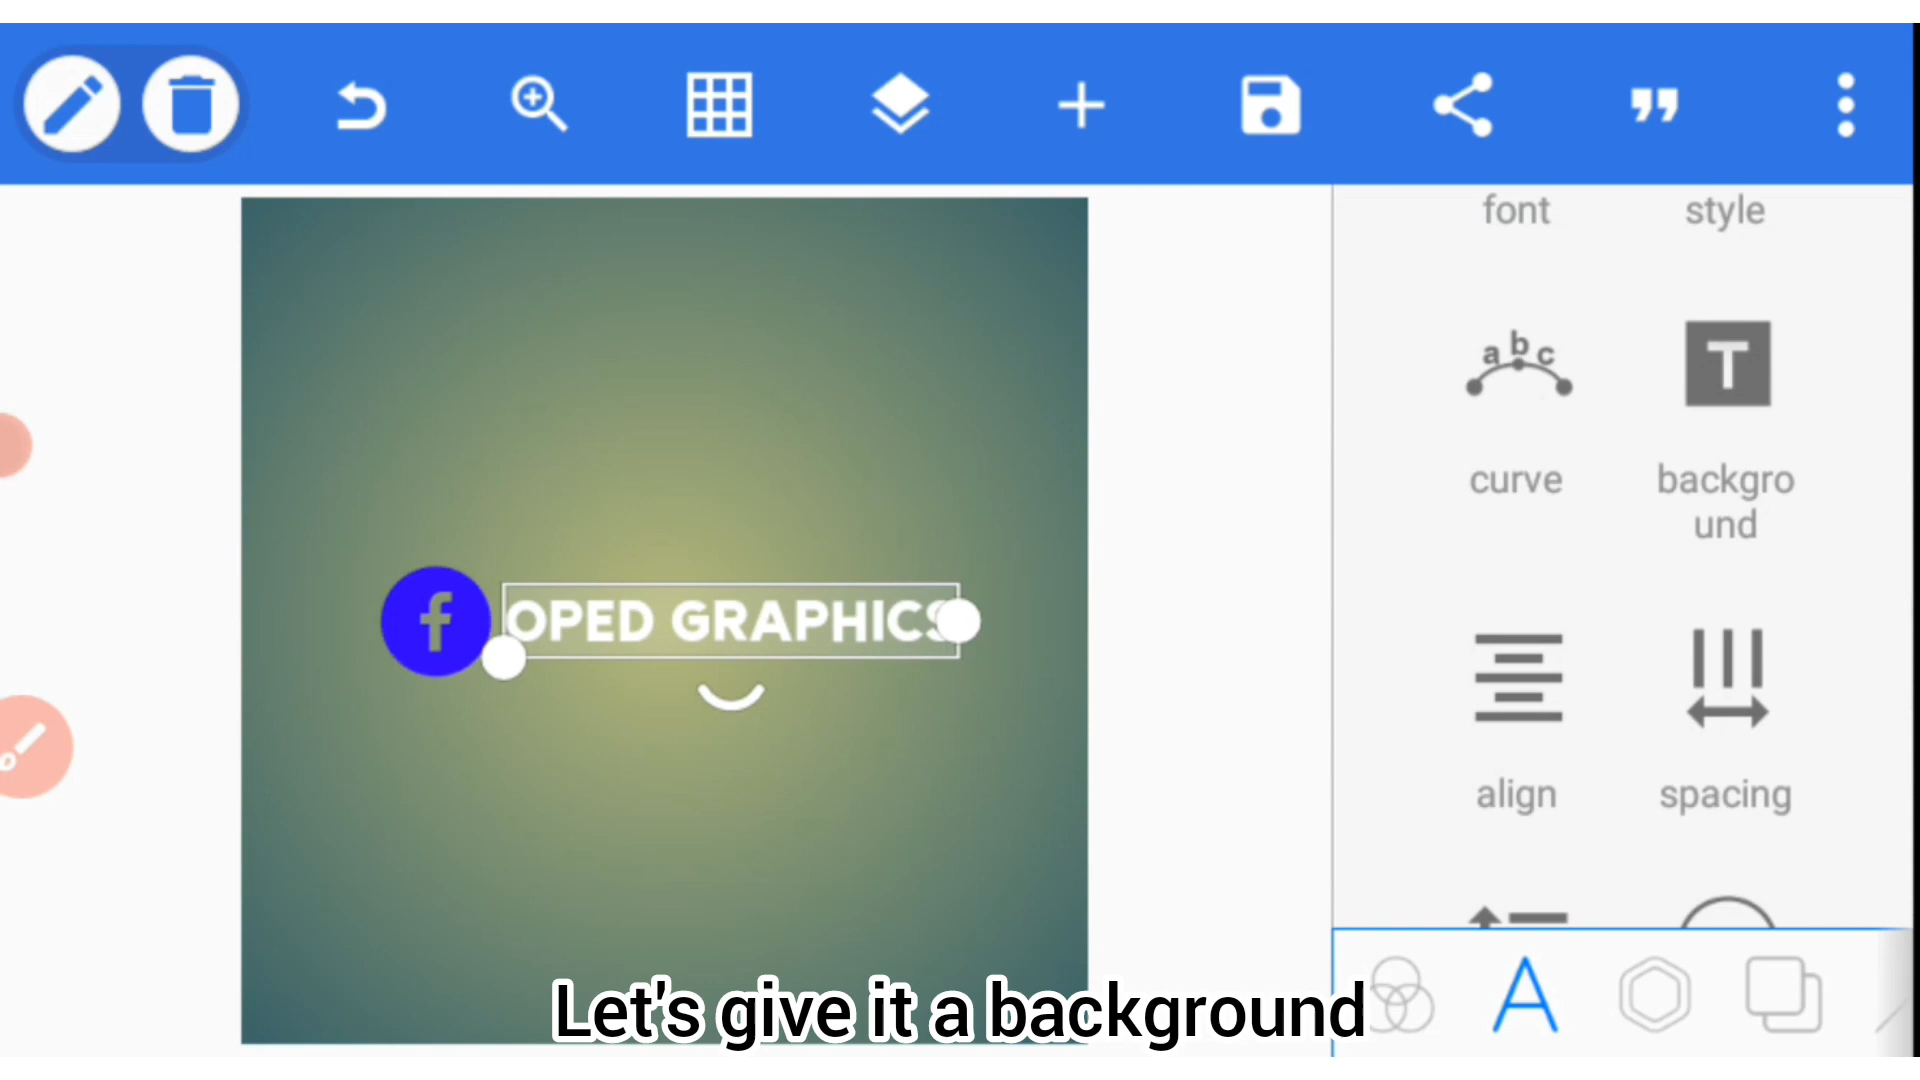 font
style
a b c
T
curve
backgro
und
f
OPED GRAPHICS
align
spacing
A
Let's give it a background